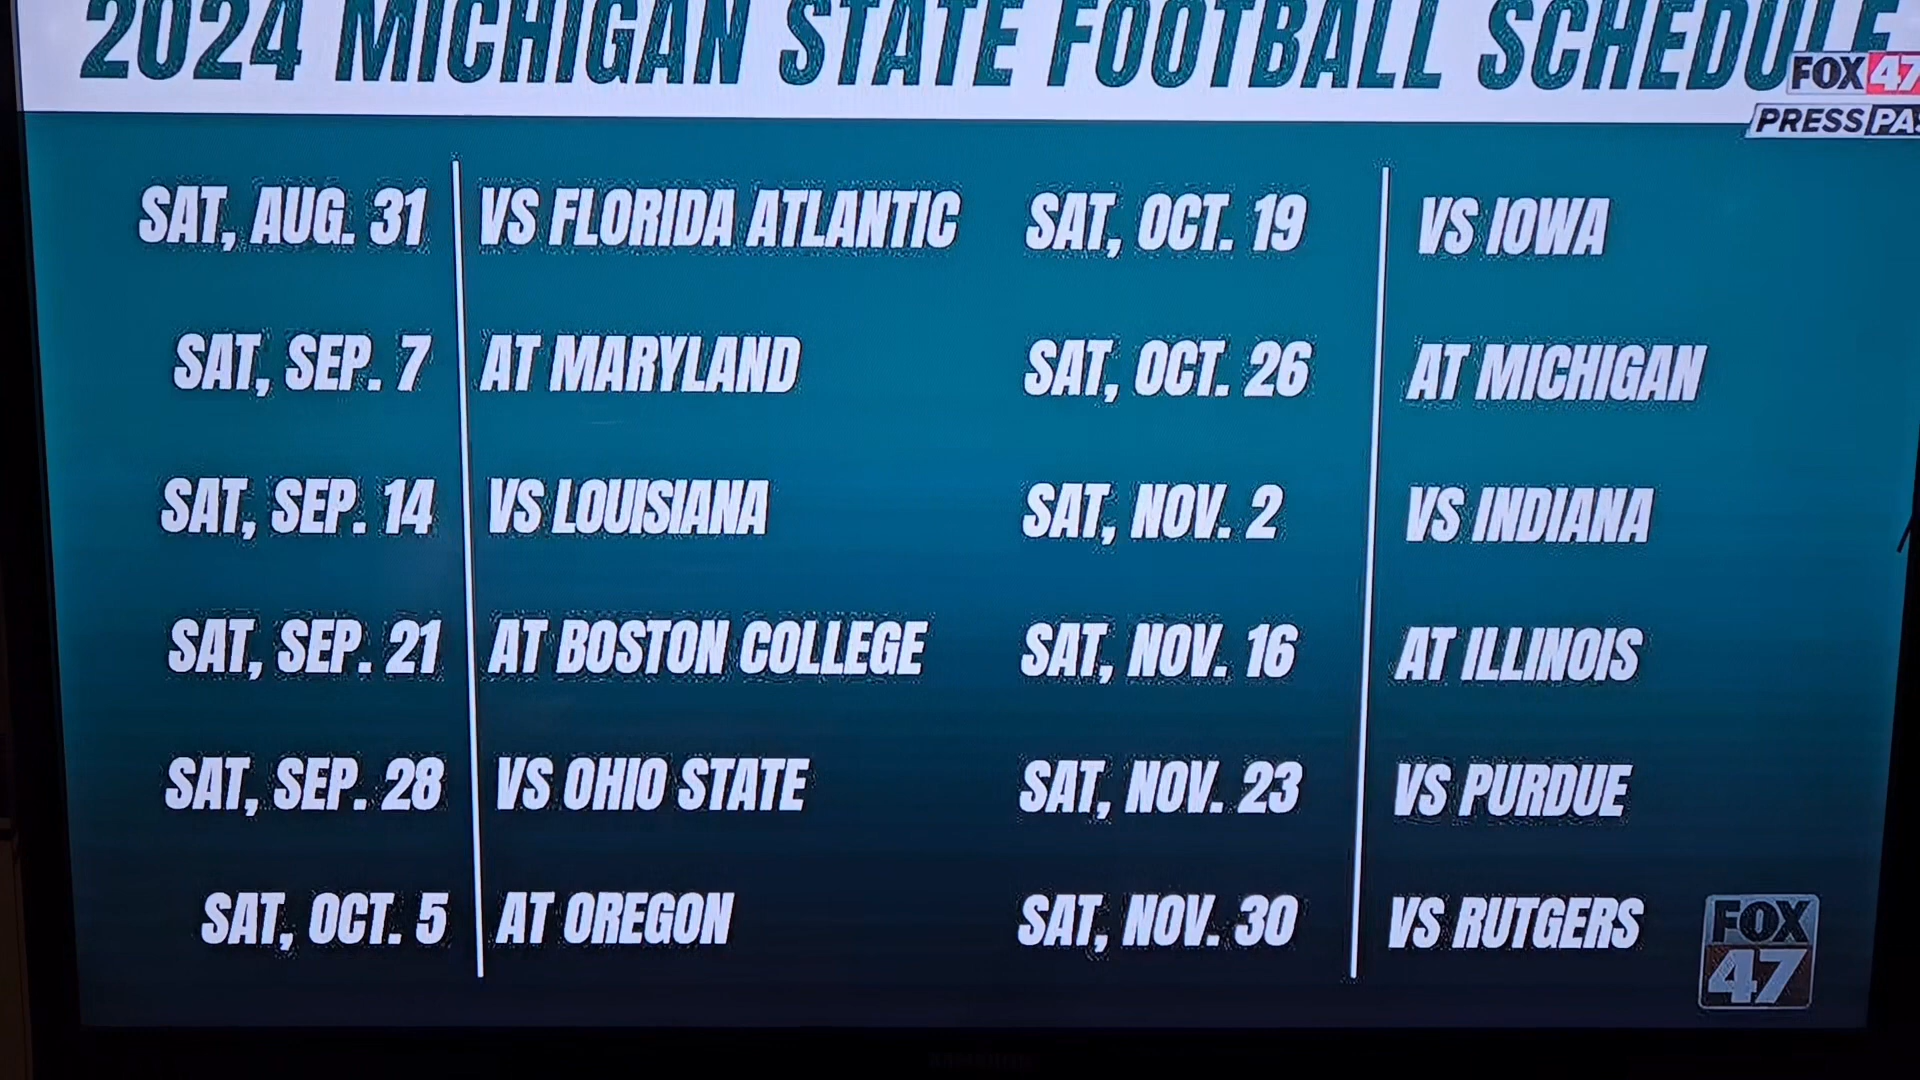 2024 MICHIGAN STATE FOOTBALL SCHEDULE
FOX 47
PRESS
SAT, AUG. 31 VS FLORIDA ATLANTIC
SAT, SEP. 7 AT MARYLAND
SAT, SEP. 14 VS LOUISIANA
SAT, SEP. 21 AT BOSTON COLLEGE
SAT, SEP. 28 VS OHIO STATE
SAT, OCT. 5 AT OREGON
SAT, OCT. 19 VS IOWA
SAT, OCT. 26 AT MICHIGAN
SAT, NOV. 2 VS INDIANA
SAT, NOV. 16 AT ILLINOIS
SAT, NOV. 23 VS PURDUE
SAT, NOV. 30 VS RUTGERS
FOX
47